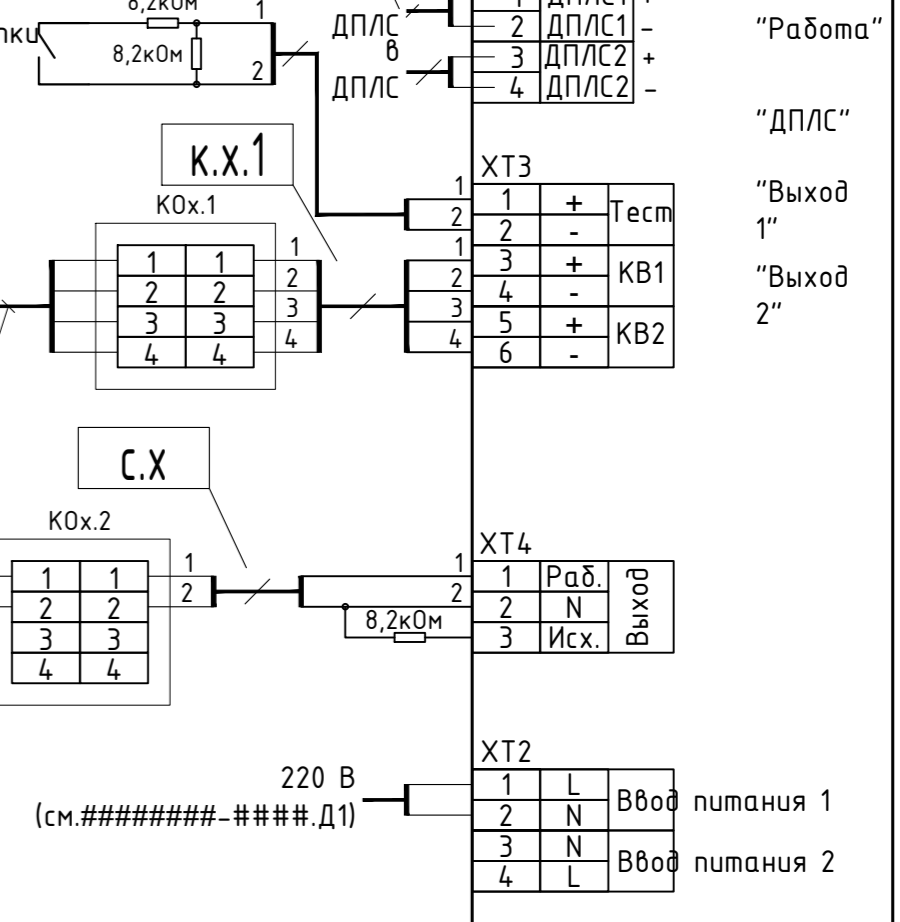 8,2кОм
1
8,2кОм
2
ДПЛС
в
ДПЛС
2 ДПЛС1 -
3 ДПЛС2 +
4 ДПЛС2 -
"Работа"
"ДПЛС"
"Выход
1"
"Выход
2"
К.Х.1
КОх.1
1 1 1
2 2 2
3 3 3
4 4 4
ХТ3
1 1 + Тест
2 2 -
1 3 + КВ1
2 4 -
3 5 + КВ2
4 6 -
С.Х
КОх.2
1 1 1
2 2 2
3 3
4 4
ХТ4
1 1 Раб. Выход
2 2 N
8,2кОм 3 Исх.
ХТ2
220 В
(см.########-####.Д1)
1 L Ввод питания 1
2 N
3 N Ввод питания 2
4 L